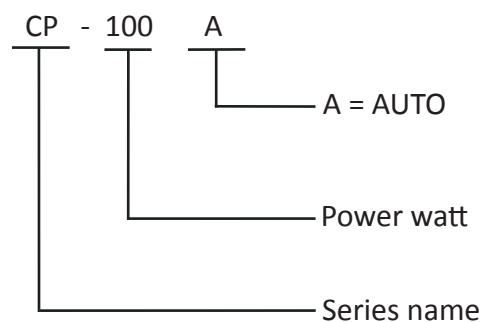 CP - 100 A
A = AUTO
Power watt
Series name